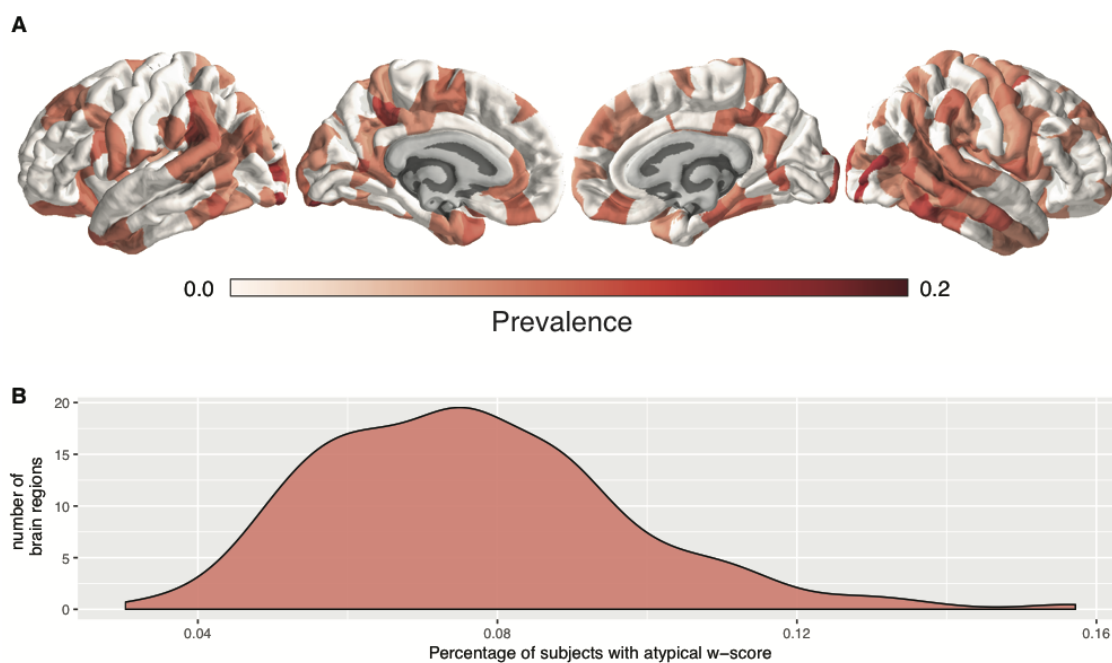 A
0.0
0.2
Prevalence
B
20
15
10
5
0
number of
brain regions
0.04
0.08
0.12
0.16
Percentage of subjects with atypical w-score